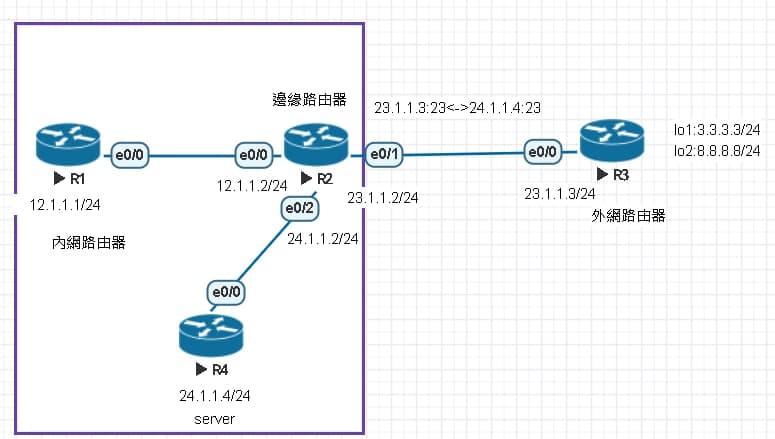 邊緣路由器
23.1.1.3:23<->24.1.1.4:23
lo1:3.3.3.3/24
lo2:8.8.8.8/24
e0/0
e0/0
e0/1
e0/0
R1
R2
R3
12.1.1.1/24
12.1.1.2/24
23.1.1.2/24
23.1.1.3/24
e0/2
內網路由器
24.1.1.2/24
外網路由器
e0/0
R4
24.1.1.4/24
server